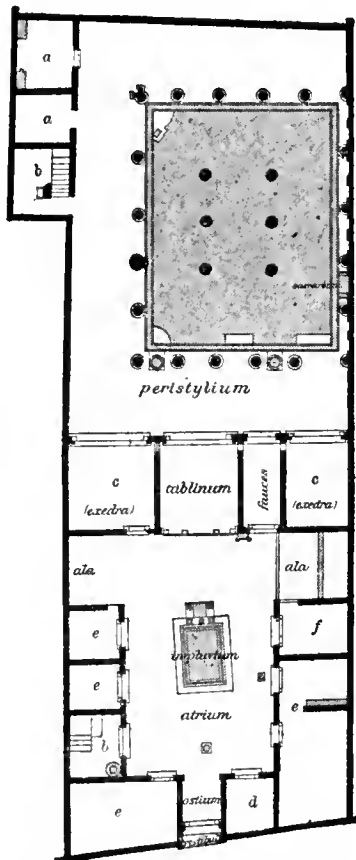 a
a
b
peristylium
c
(exedra)
tablinum
fauces
c
(exedra)
ala
ala
e
impluvium
f
e
e
atrium
b
e
ostium
d